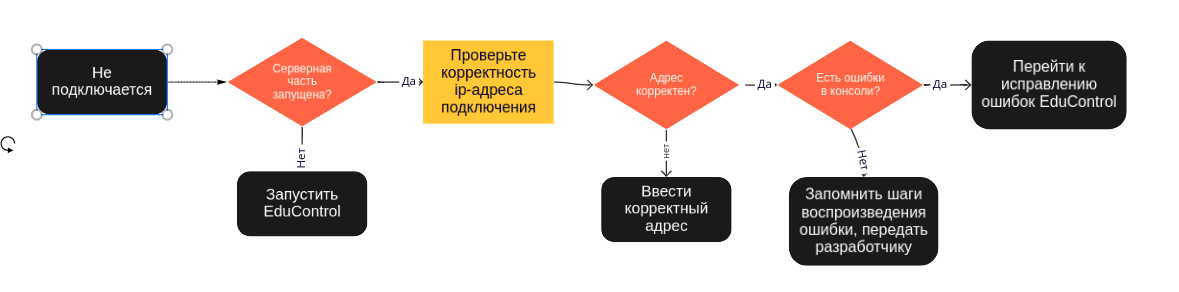 Не
подключается
Серверная
часть
запущена?
Да
Проверьте
корректность
ip-адреса
подключения
Адрес
корректен?
Да
Есть ошибки
в консоли?
Да
Перейти к
исправлению
ошибок EduControl
Нет
Запустить
EduControl
нет
Ввести
корректный
адрес
Нет
Запомнить шаги
воспроизведения
ошибки, передать
разработчику